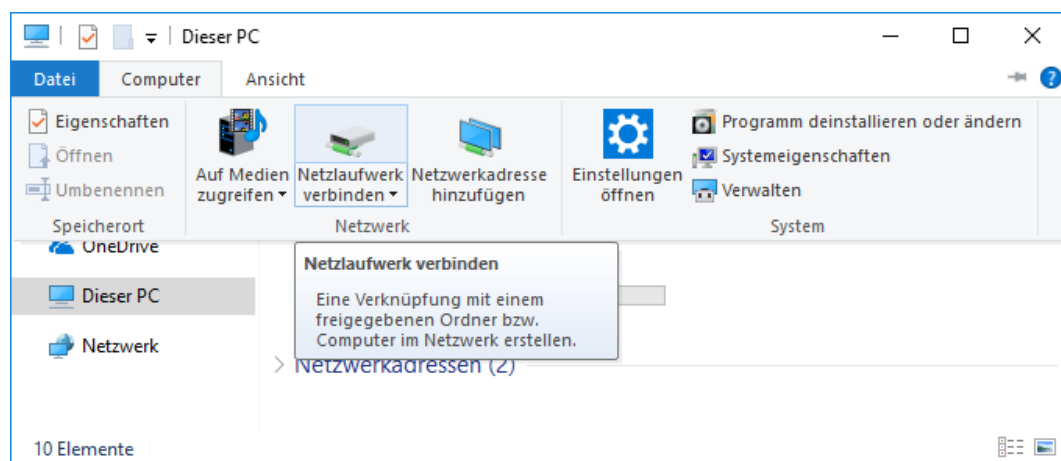 Dieser PC
Datei Computer Ansicht
Eigenschaften
Öffnen
Umbenennen
Speicherort
Auf Medien
zugreifen
Netzlaufwerk
verbinden
Netzwerkadresse
hinzufügen
Netzwerk
Einstellungen
öffnen
Programm deinstallieren oder ändern
Systemeigenschaften
Verwalten
System
OneDrive
Dieser PC
Netzwerk
Netzlaufwerk verbinden
Eine Verknüpfung mit einem
freigegebenen Ordner bzw.
Computer im Netzwerk erstellen.
Netzwerkadressen (2)
10 Elemente